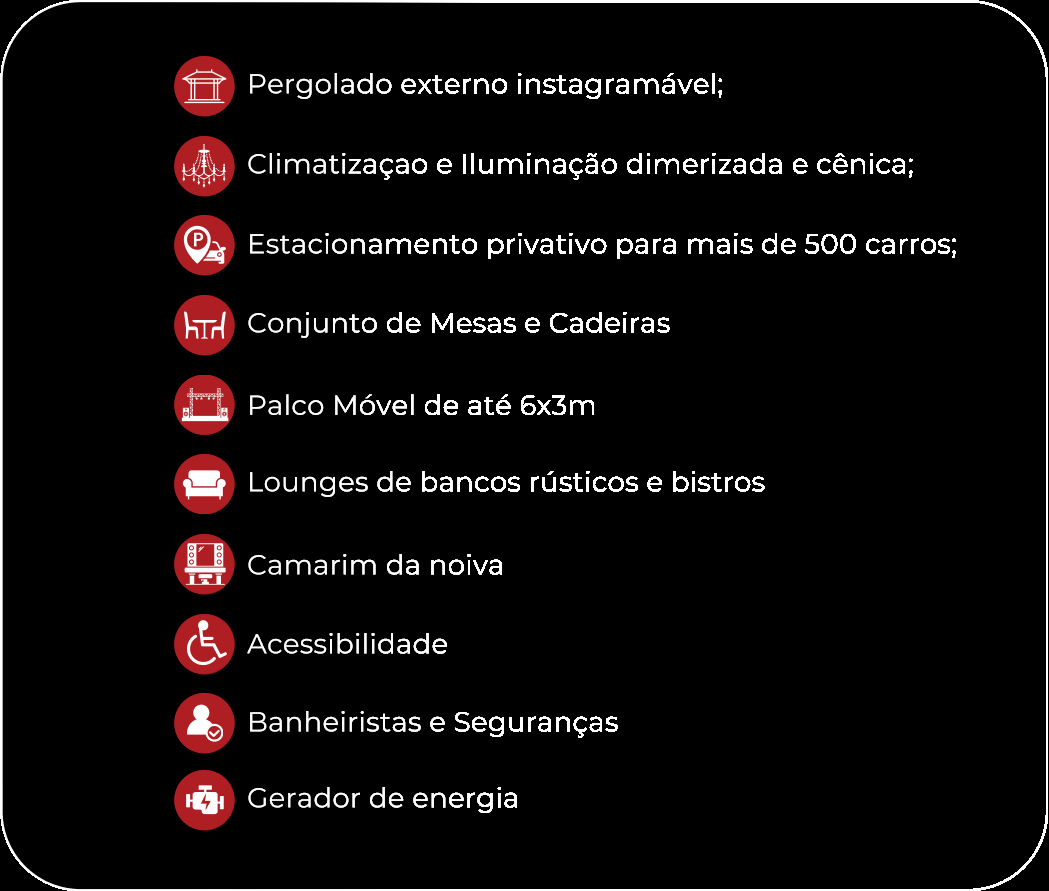 Pergolado externo instagramável;
Climatizaçao e Iluminação dimerizada e cênica;
P
Estacionamento privativo para mais de 500 carros;
Conjunto de Mesas e Cadeiras
Palco Móvel de até 6x3m
Lounges de bancos rústicos e bistros
Camarim da noiva
Acessibilidade
Banheiristas e Seguranças
Gerador de energia